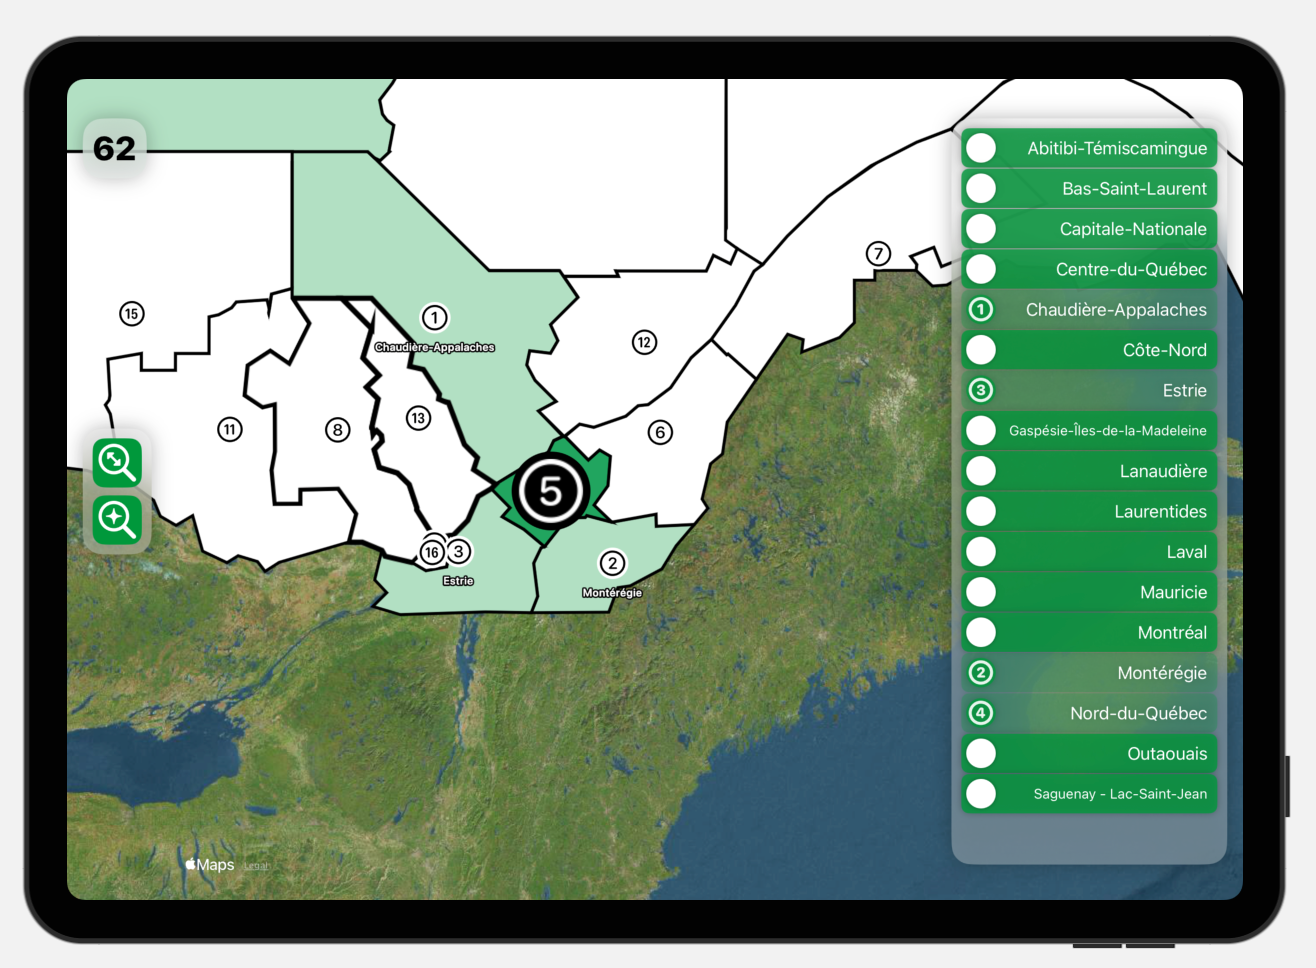 62
15
11
8
1
Chaudière-Appalaches
13
12
7
6
5
16
3
Estrie
2
Montérégie
Maps
Legal
Abitibi-Témiscamingue
Bas-Saint-Laurent
Capitale-Nationale
Centre-du-Québec
1 Chaudière-Appalaches
Côte-Nord
3 Estrie
Gaspésie-Îles-de-la-Madeleine
Lanaudière
Laurentides
Laval
Mauricie
Montréal
2 Montérégie
4 Nord-du-Québec
Outaouais
Saguenay - Lac-Saint-Jean